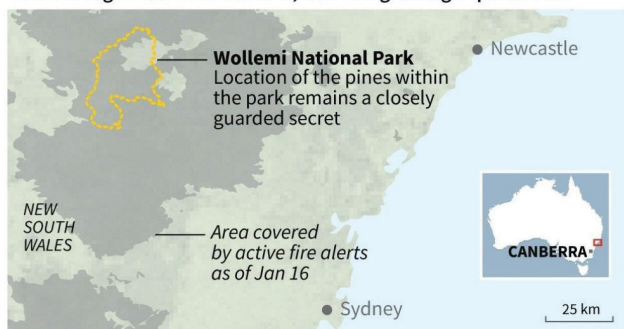 Wollemi National Park
Location of the pines within
the park remains a closely
guarded secret
Newcastle
NEW
SOUTH
WALES
Area covered
by active fire alerts
as of Jan 16
CANBERRA
Sydney
25 km